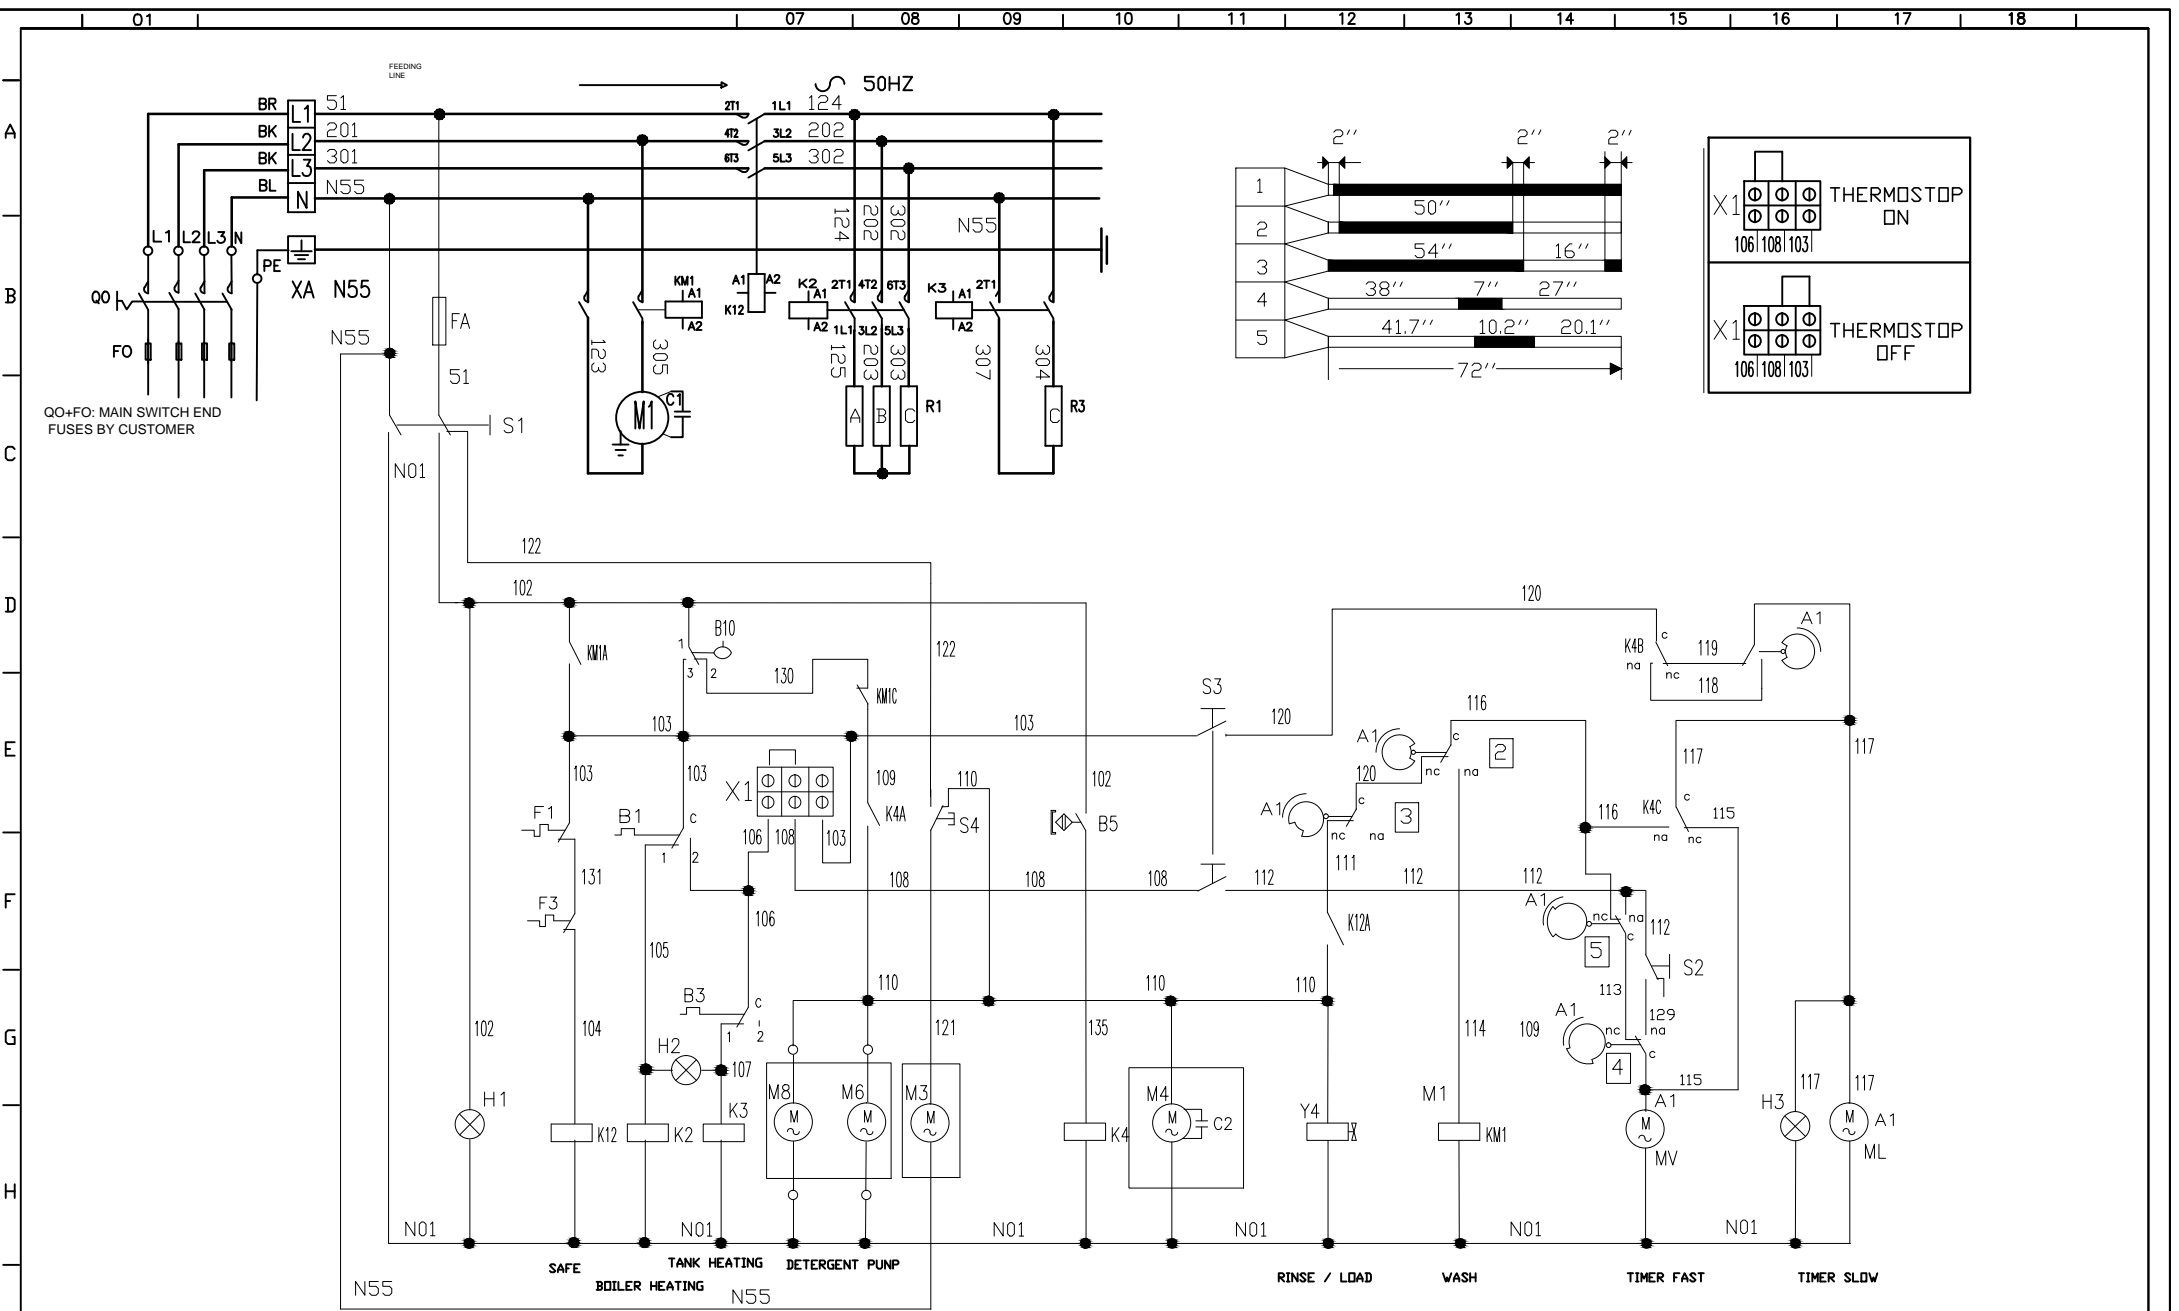 01 07 08 09 10 11 12 13 14 15 16 17 18
FEEDING
LINE
50HZ
A
BR L1 51 2T1 1L1 124
BK L2 201 4T2 3L2 202
BK L3 301 6T3 5L3 302
BL N N55
2’’ 2’’ 2’’
1
50’’
2
54’’ 16’’
3
38’’ 7’’ 27’’
4
41.7’’ 10.2’’ 20.1’’
5
72’’
X1 THERMOSTOP
ON
106 108 103
X1 THERMOSTOP
OFF
106 108 103
124 202 302 N55
L1 L2 L3 N
PE
B
XA N55
QO
FO
FA
N55
51
KM1 A1 A2
A1 A2 K12
K2 A1 A2
2T1 4T2 6T3
1L1 3L2 5L3
K3 A1 A2 2T1
123 305 125 203 303 307 304
QO+FO: MAIN SWITCH END
FUSES BY CUSTOMER
S1
M1 C1
A B C R1
C R3
C
N01
122
102
D
120
KM1A
1 B10
3 2
130
KM1C
122
K4B c
na nc
119
118
A1
E
103
103
S3
120
116
117
103 103
X1
109
110
102
A1 c
nc na
2
120
117
F1
B1 C
1 2
106 108 103
K4A
S4
B5
A1 c
nc na
3
116
K4C c
na nc
115
F
131
108 108 108
112 112 112
111
F3
106
105
K12A
A1 nc na
c
5
112
S2
G
B3 C
1 2
110 110 110
113
129
102 104
H2
107
121
135
114
109
A1 nc na
c
4
115
117 117
H1
K12
K2
K3
M8 M
M6 M
M3 M
K4
M4 M C2
Y4
M1
KM1
A1
M
MV
H3
M A1
ML
H
N01 N01 N01 N01 N01 N01
SAFE
TANK HEATING
DETERGENT PUNP
BOILER HEATING
RINSE / LOAD
WASH
TIMER FAST
TIMER SLOW
N55 N55